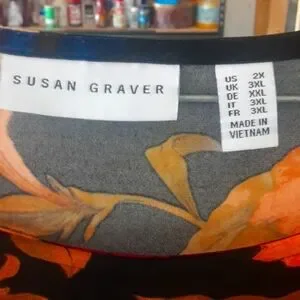 SUSAN GRAVER
US 2X
UK 3XL
DE XXL
IT 3XL
FR 3XL
MADE IN
VIETNAM